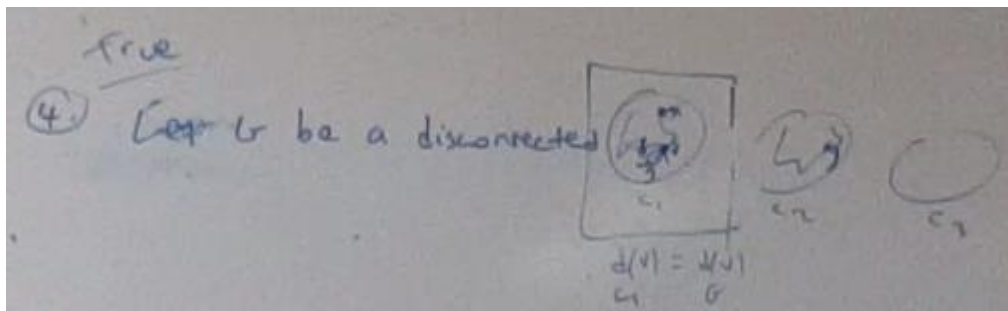 True
④. Let G be a disconnected
C₁ C₂ C₃
d(v) = d(v)
C₁ G